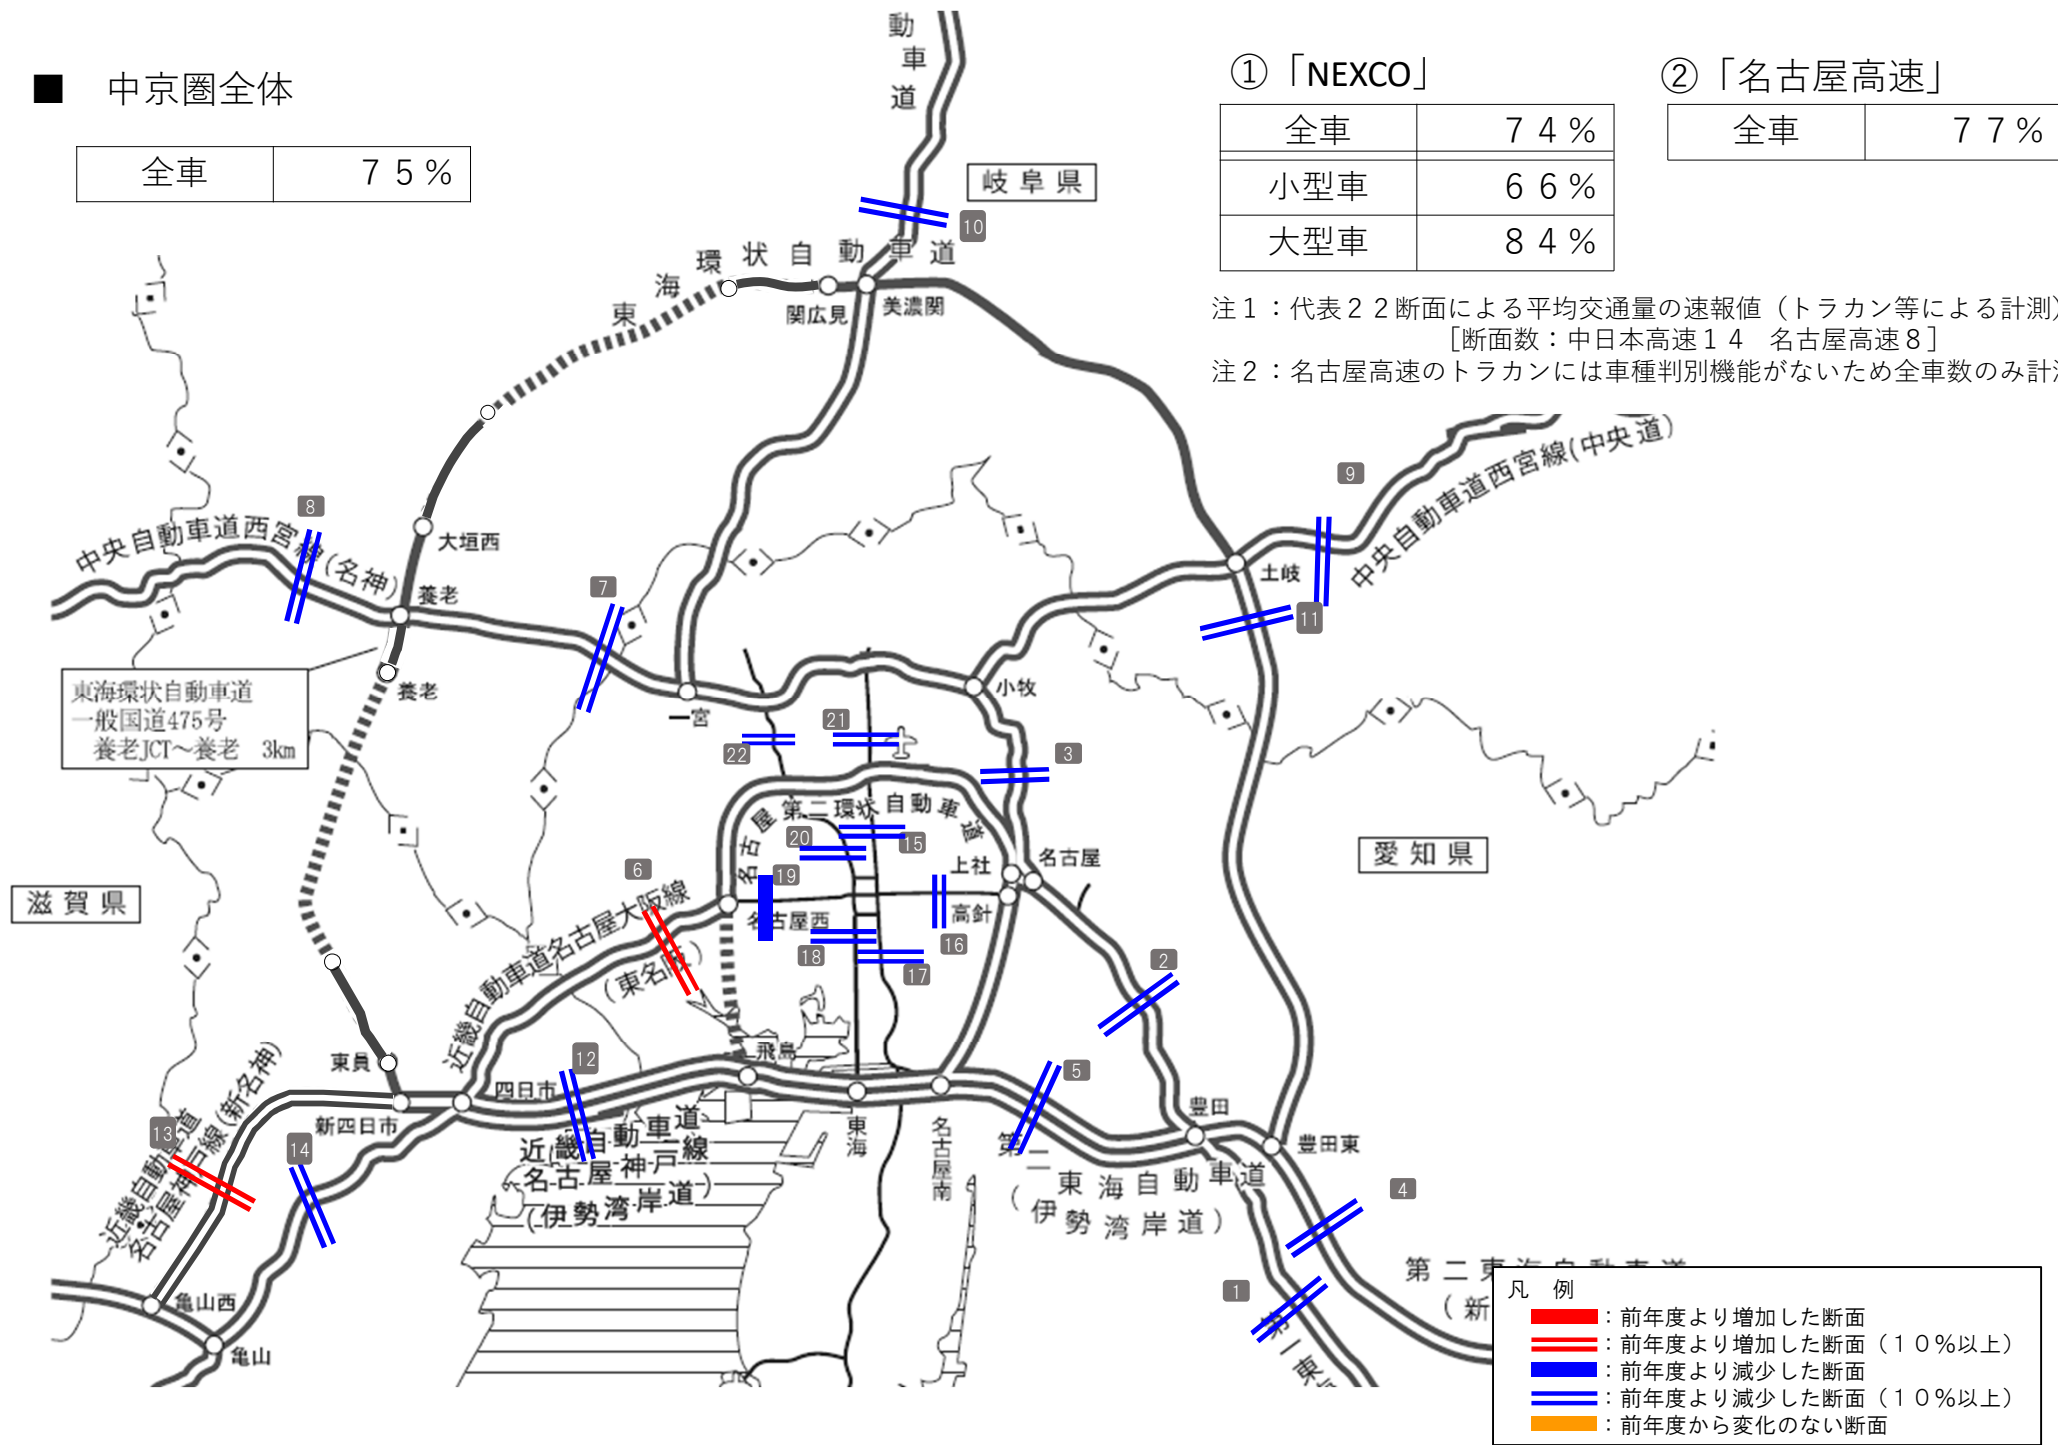 ■　中京圏全体
全車　７５％
①「NEXCO」
全車　７４％
小型車　６６％
大型車　８４％
②「名古屋高速」
全車　７７％
注１：代表２２断面による平均交通量の速報値（トラカン等による計測）
［断面数：中日本高速１４　名古屋高速８］
注２：名古屋高速のトラカンには車種判別機能がないため全車数のみ計
動車道
岐阜県
10
東海環状自動車道
関広見
美濃関
9
中央自動車道西宮線(中央道)
8
中央自動車道西宮線(名神)
大垣西
養老
7
土岐
11
養老
東海環状自動車道
一般国道475号
養老JCT～養老　3km
一宮
小牧
21
22
3
名古屋第二環状自動車道
20
15
上社
名古屋
愛知県
滋賀県
6
19
名古屋西
高針
16
18
17
2
近畿自動車道名古屋大阪線
(東名阪)
飛島
東員
12
四日市
5
新四日市
東海
名古屋南
豊田
豊田東
13
14
近畿自動車道
名古屋神戸線(新名神)
近畿自動車道
名古屋神戸線
(伊勢湾岸道)
第二東海自動車道
(伊勢湾岸道)
4
1
亀山西
亀山
第二東海自動車道
(新
第一東
凡　例
：前年度より増加した断面
：前年度より増加した断面（１０％以上）
：前年度より減少した断面
：前年度より減少した断面（１０％以上）
：前年度から変化のない断面